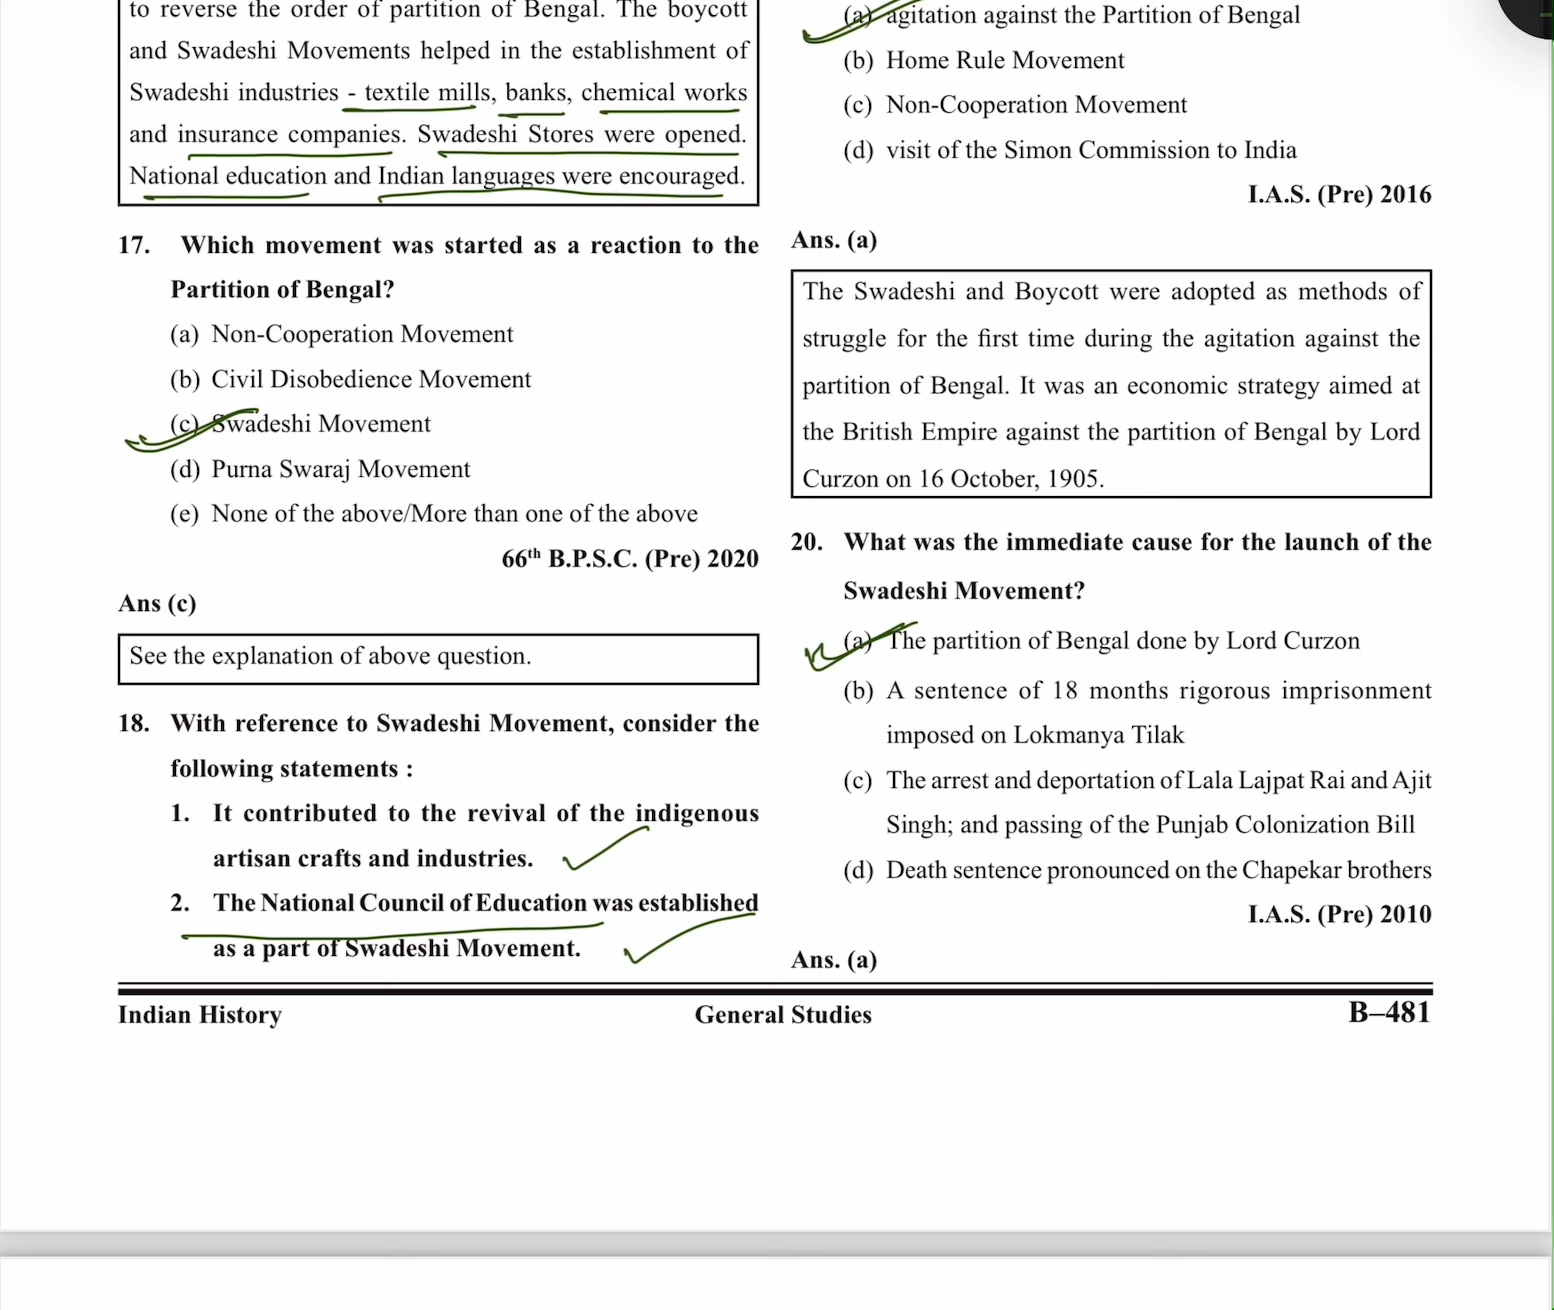 to reverse the order of partition of Bengal. The boycott
and Swadeshi Movements helped in the establishment of
Swadeshi industries - textile mills, banks, chemical works
and insurance companies. Swadeshi Stores were opened.
National education and Indian languages were encouraged.
17. Which movement was started as a reaction to the
Partition of Bengal?
(a) Non-Cooperation Movement
(b) Civil Disobedience Movement
(c) Swadeshi Movement
(d) Purna Swaraj Movement
(e) None of the above/More than one of the above
66th B.P.S.C. (Pre) 2020
Ans (c)
See the explanation of above question.
18. With reference to Swadeshi Movement, consider the
following statements :
1. It contributed to the revival of the indigenous
artisan crafts and industries.
2. The National Council of Education was established
as a part of Swadeshi Movement.
(a) agitation against the Partition of Bengal
(b) Home Rule Movement
(c) Non-Cooperation Movement
(d) visit of the Simon Commission to India
I.A.S. (Pre) 2016
Ans. (a)
The Swadeshi and Boycott were adopted as methods of
struggle for the first time during the agitation against the
partition of Bengal. It was an economic strategy aimed at
the British Empire against the partition of Bengal by Lord
Curzon on 16 October, 1905.
20. What was the immediate cause for the launch of the
Swadeshi Movement?
(a) The partition of Bengal done by Lord Curzon
(b) A sentence of 18 months rigorous imprisonment
imposed on Lokmanya Tilak
(c) The arrest and deportation of Lala Lajpat Rai and Ajit
Singh; and passing of the Punjab Colonization Bill
(d) Death sentence pronounced on the Chapekar brothers
I.A.S. (Pre) 2010
Ans. (a)
Indian History General Studies B–481